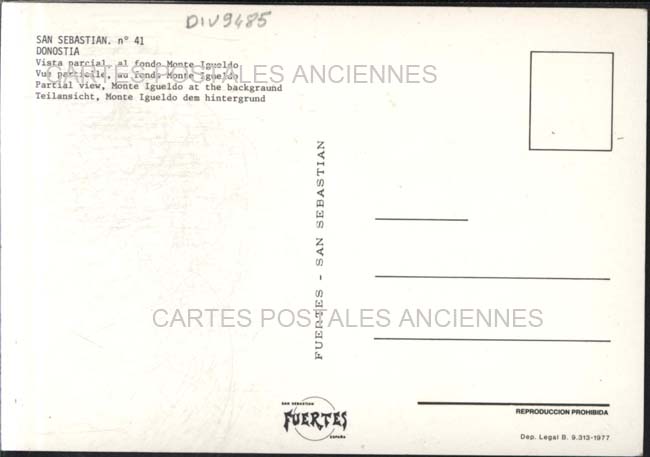 DIV9485
SAN SEBASTIAN. nº 41
DONOSTIA
Vista parcial, al fondo Monte Igueldo
Vue partielle, au fond Monte Igueldo
Partial view, Monte Igueldo at the backgraund
Teilansicht, Monte Igueldo dem hintergrund
CARTES POSTALES ANCIENNES
FUERTES - SAN SEBASTIAN
CARTES POSTALES ANCIENNES
SAN SEBASTIAN
FUERTES
ESPAÑA
REPRODUCCION PROHIBIDA
Dep. Legal B. 9.313-1977